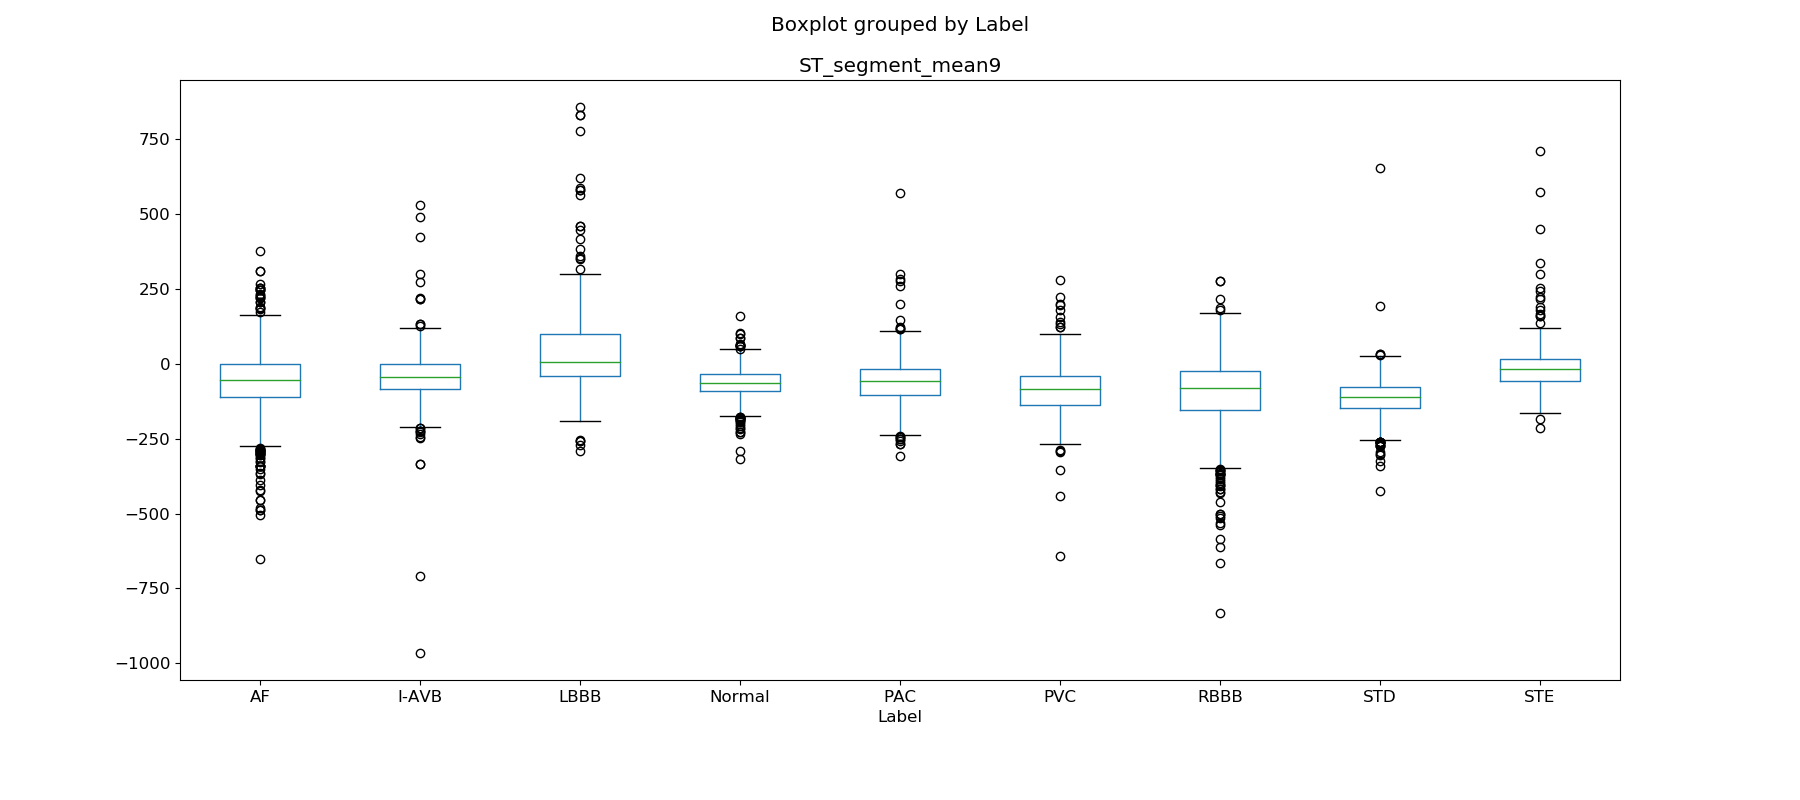 Boxplot grouped by Label
ST_segment_mean9
750
500
250
0
−250
−500
−750
−1000
AF I-AVB LBBB Normal PAC PVC RBBB STD STE
Label